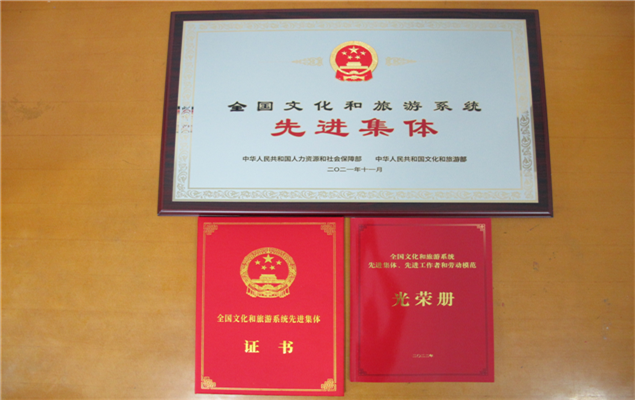 全国文化和旅游系统
先进集体
中华人民共和国人力资源和社会保障部 中华人民共和国文化和旅游部
二〇二一年十一月
全国文化和旅游系统先进集体
证书
全国文化和旅游系统
先进集体、先进工作者和劳动模范
光荣册